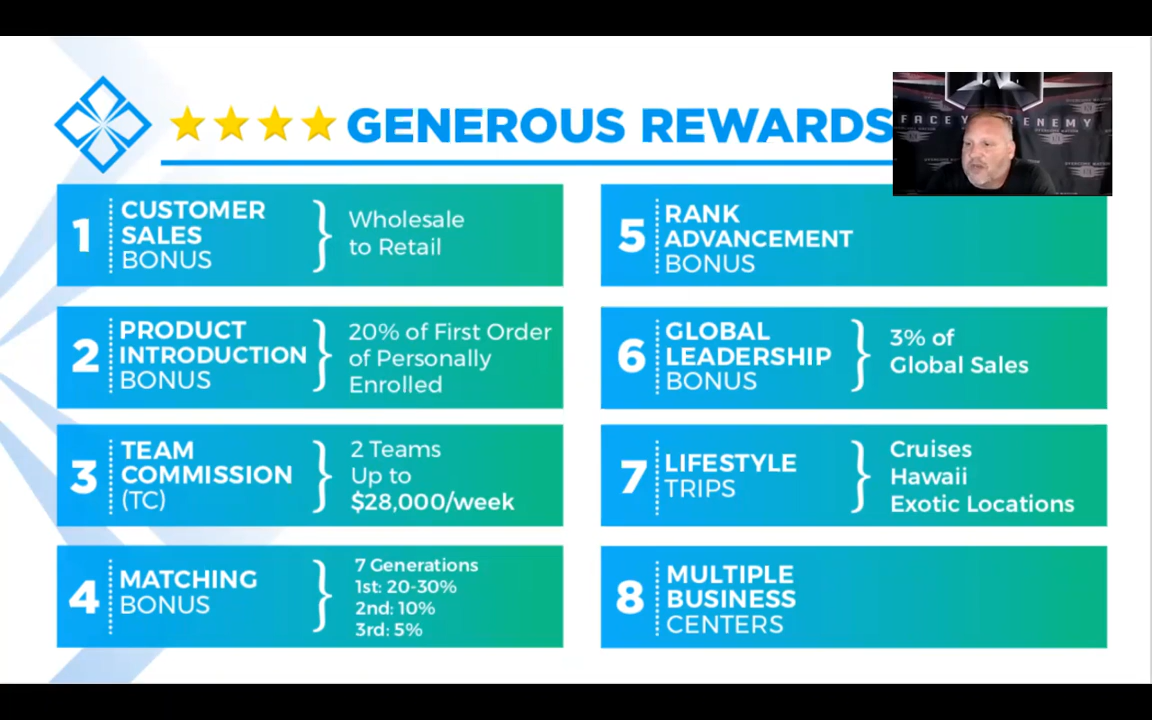 GENEROUS REWARDS
FACE YOUR ENEMY
1
CUSTOMER
SALES
BONUS
Wholesale
to Retail
2
PRODUCT
INTRODUCTION
BONUS
20% of First Order
of Personally
Enrolled
3
TEAM
COMMISSION
(TC)
2 Teams
Up to
$28,000/week
4
MATCHING
BONUS
7 Generations
1st: 20-30%
2nd: 10%
3rd: 5%
5
RANK
ADVANCEMENT
BONUS
6
GLOBAL
LEADERSHIP
BONUS
3% of
Global Sales
7
LIFESTYLE
TRIPS
Cruises
Hawaii
Exotic Locations
8
MULTIPLE
BUSINESS
CENTERS